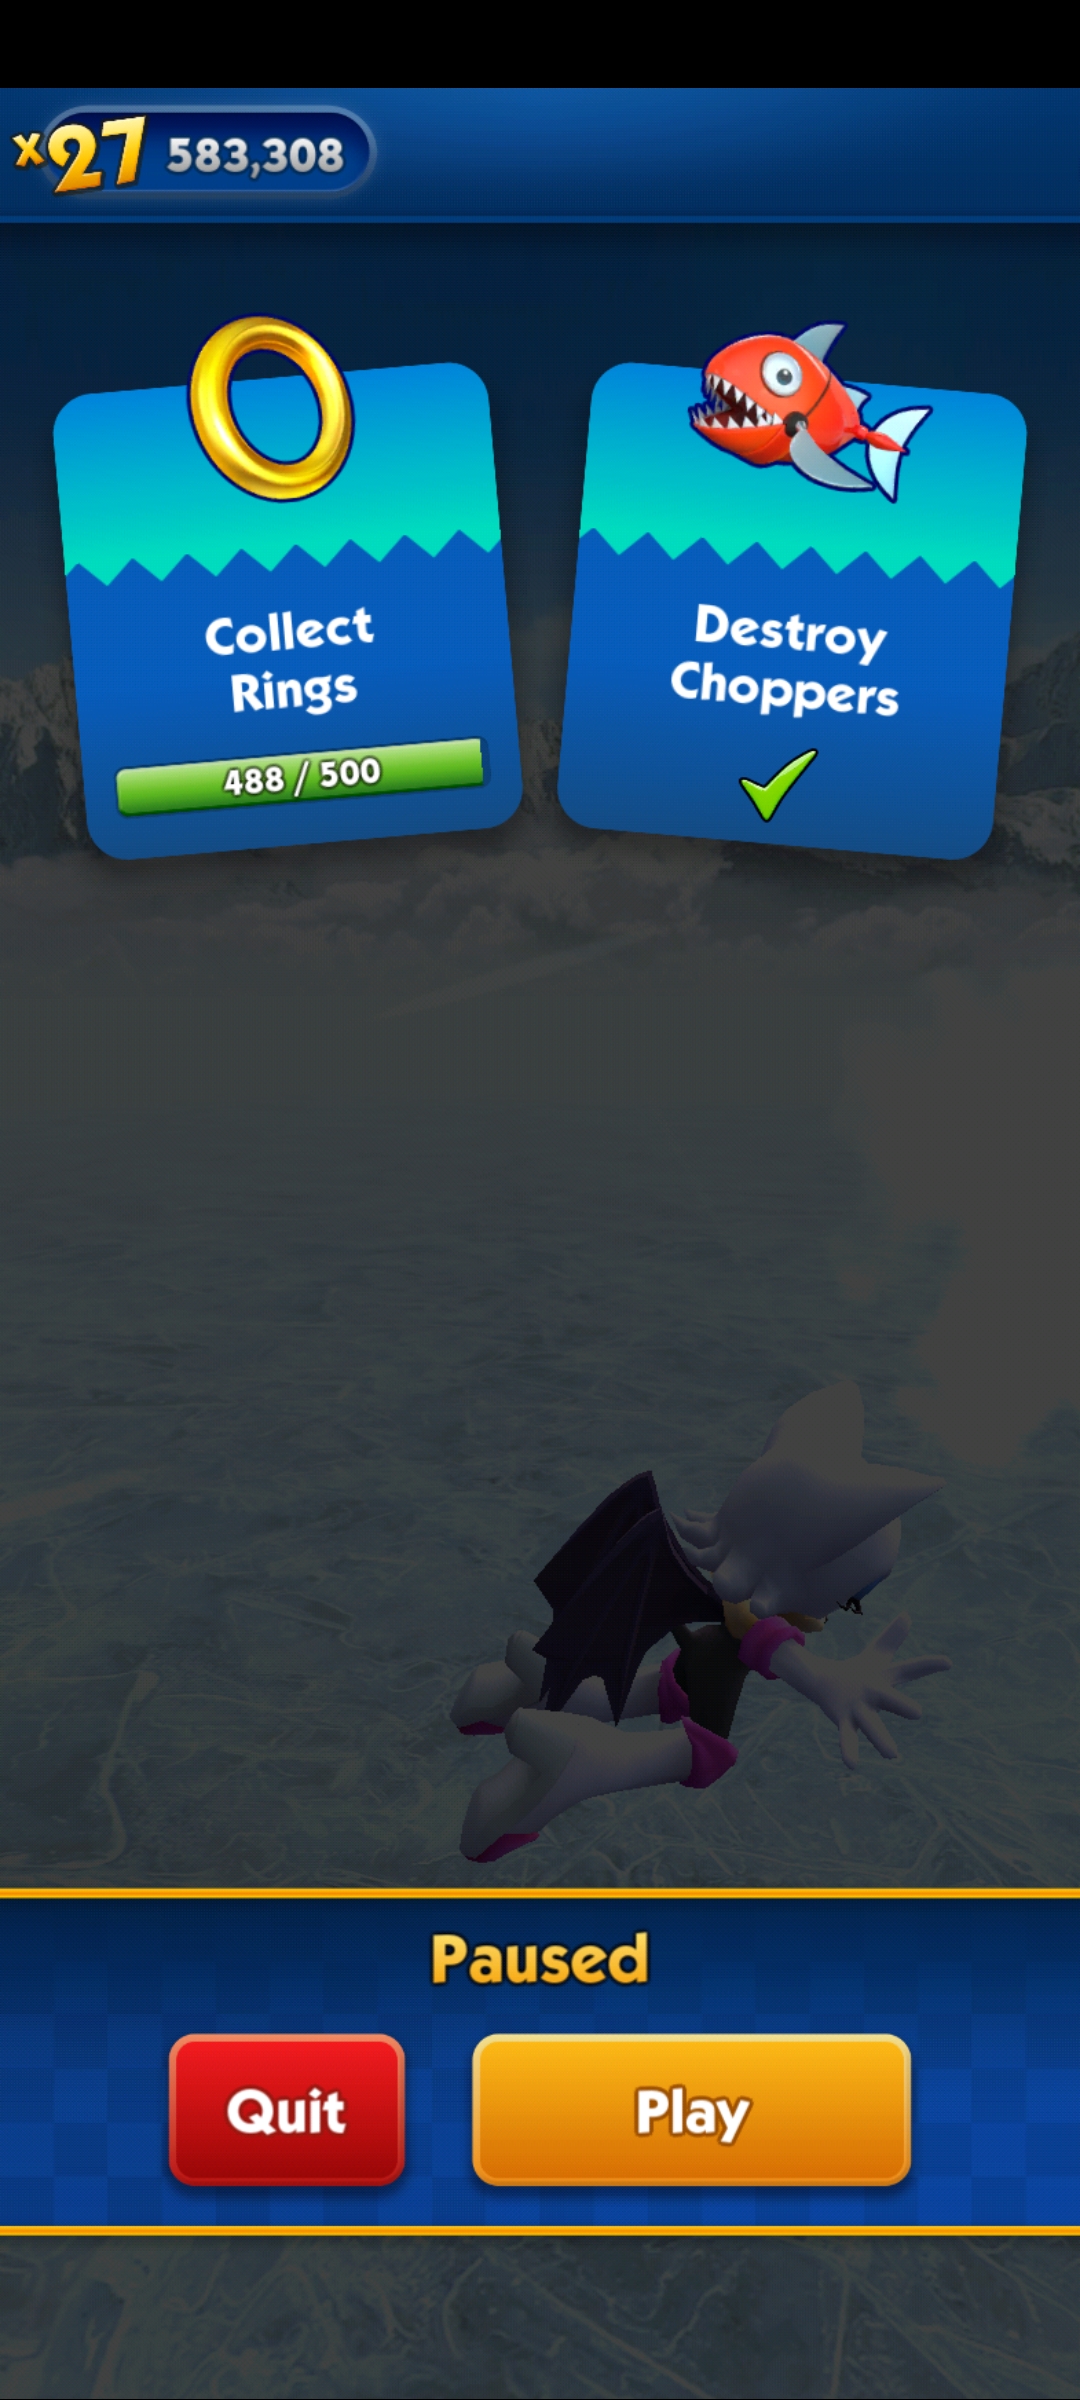 x27 583,308
Collect
Rings
488 / 500
Destroy
Choppers
Paused
Quit
Play